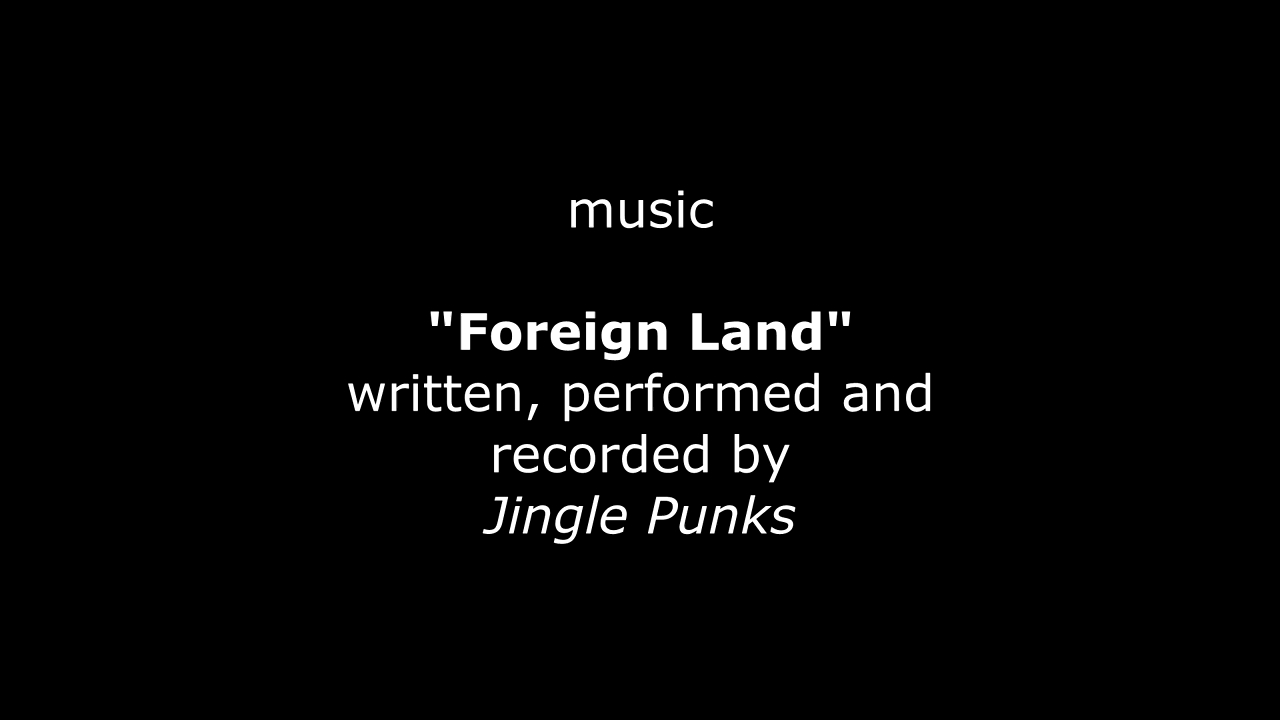 music
"Foreign Land"
written, performed and
recorded by
Jingle Punks